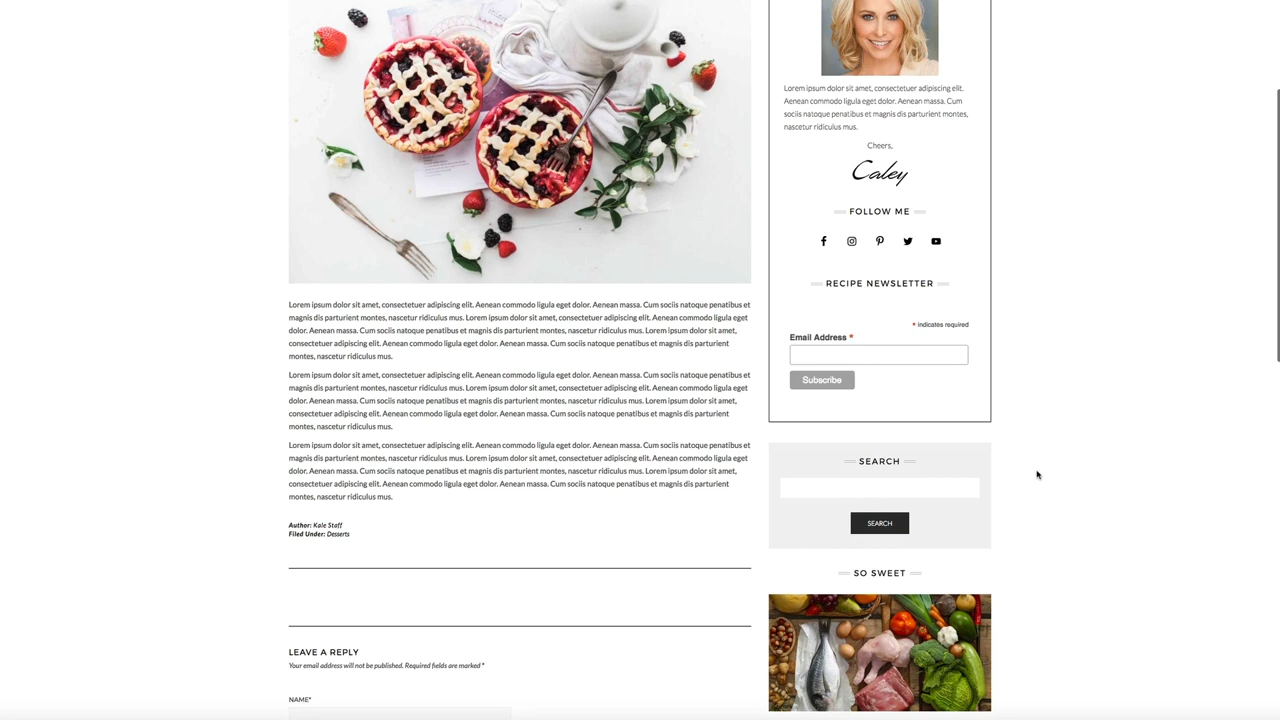 Lorem ipsum dolor sit amet, consectetuer adipiscing elit. Aenean commodo ligula eget dolor. Aenean massa. Cum sociis natoque penatibus et
magnis dis parturient montes, nascetur ridiculus mus. Lorem ipsum dolor sit amet, consectetuer adipiscing elit. Aenean commodo ligula eget
dolor. Aenean massa. Cum sociis natoque penatibus et magnis dis parturient montes, nascetur ridiculus mus. Lorem ipsum dolor sit amet,
consectetuer adipiscing elit. Aenean commodo ligula eget dolor. Aenean massa. Cum sociis natoque penatibus et magnis dis parturient
montes, nascetur ridiculus mus.
Lorem ipsum dolor sit amet, consectetuer adipiscing elit. Aenean commodo ligula eget dolor. Aenean massa. Cum sociis natoque penatibus et
magnis dis parturient montes, nascetur ridiculus mus. Lorem ipsum dolor sit amet, consectetuer adipiscing elit. Aenean commodo ligula eget
dolor. Aenean massa. Cum sociis natoque penatibus et magnis dis parturient montes, nascetur ridiculus mus. Lorem ipsum dolor sit amet,
consectetuer adipiscing elit. Aenean commodo ligula eget dolor. Aenean massa. Cum sociis natoque penatibus et magnis dis parturient
montes, nascetur ridiculus mus.
Lorem ipsum dolor sit amet, consectetuer adipiscing elit. Aenean commodo ligula eget dolor. Aenean massa. Cum sociis natoque penatibus et
magnis dis parturient montes, nascetur ridiculus mus. Lorem ipsum dolor sit amet, consectetuer adipiscing elit. Aenean commodo ligula eget
dolor. Aenean massa. Cum sociis natoque penatibus et magnis dis parturient montes, nascetur ridiculus mus. Lorem ipsum dolor sit amet,
consectetuer adipiscing elit. Aenean commodo ligula eget dolor. Aenean massa. Cum sociis natoque penatibus et magnis dis parturient
montes, nascetur ridiculus mus.
Author: Kale Staff
Filed Under: Desserts
LEAVE A REPLY
Your email address will not be published. Required fields are marked *
NAME*
Lorem ipsum dolor sit amet, consectetuer adipiscing elit.
Aenean commodo ligula eget dolor. Aenean massa. Cum
sociis natoque penatibus et magnis dis parturient montes,
nascetur ridiculus mus.
Cheers,
Caley
FOLLOW ME
RECIPE NEWSLETTER
* indicates required
Email Address *
Subscribe
SEARCH
SEARCH
SO SWEET